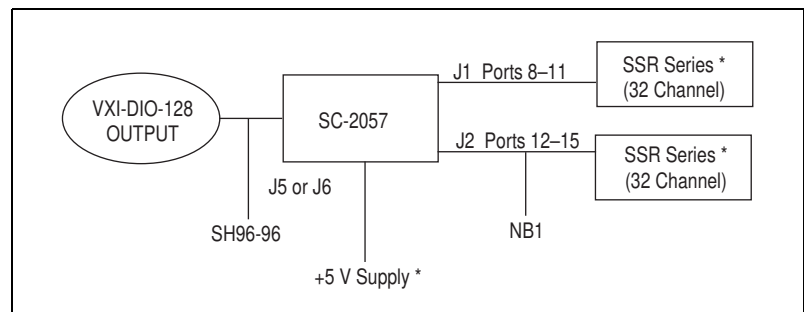 VXI-DIO-128
OUTPUT
SC-2057
J1 Ports 8–11
SSR Series *
(32 Channel)
J2 Ports 12–15
SSR Series *
(32 Channel)
J5 or J6
SH96-96
NB1
+5 V Supply *